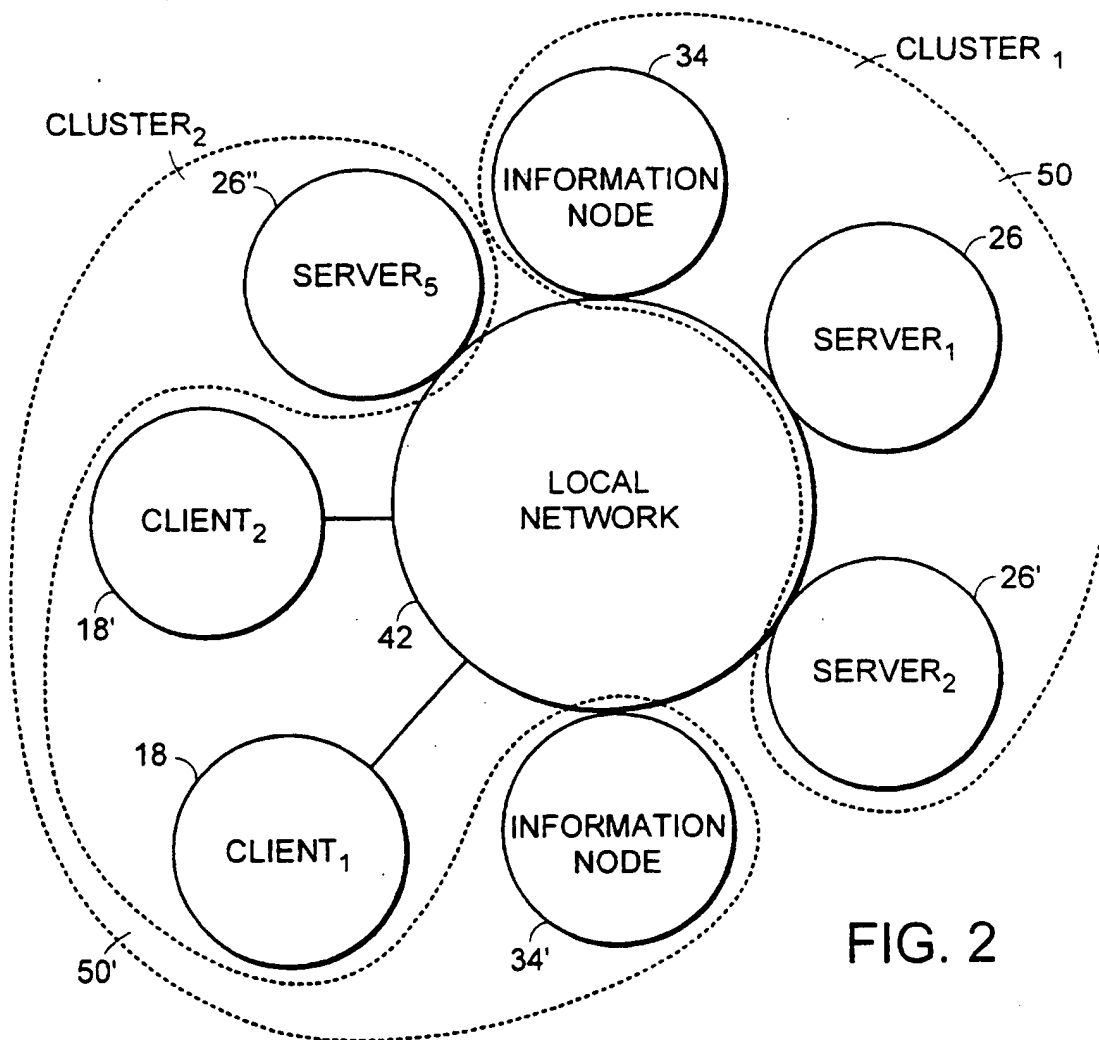 CLUSTER₁
34
CLUSTER₂
50
26"
INFORMATION
NODE
26
SERVER₅
SERVER₁
LOCAL
NETWORK
CLIENT₂
26'
18'
42
SERVER₂
18
INFORMATION
NODE
CLIENT₁
50'
34'
FIG. 2